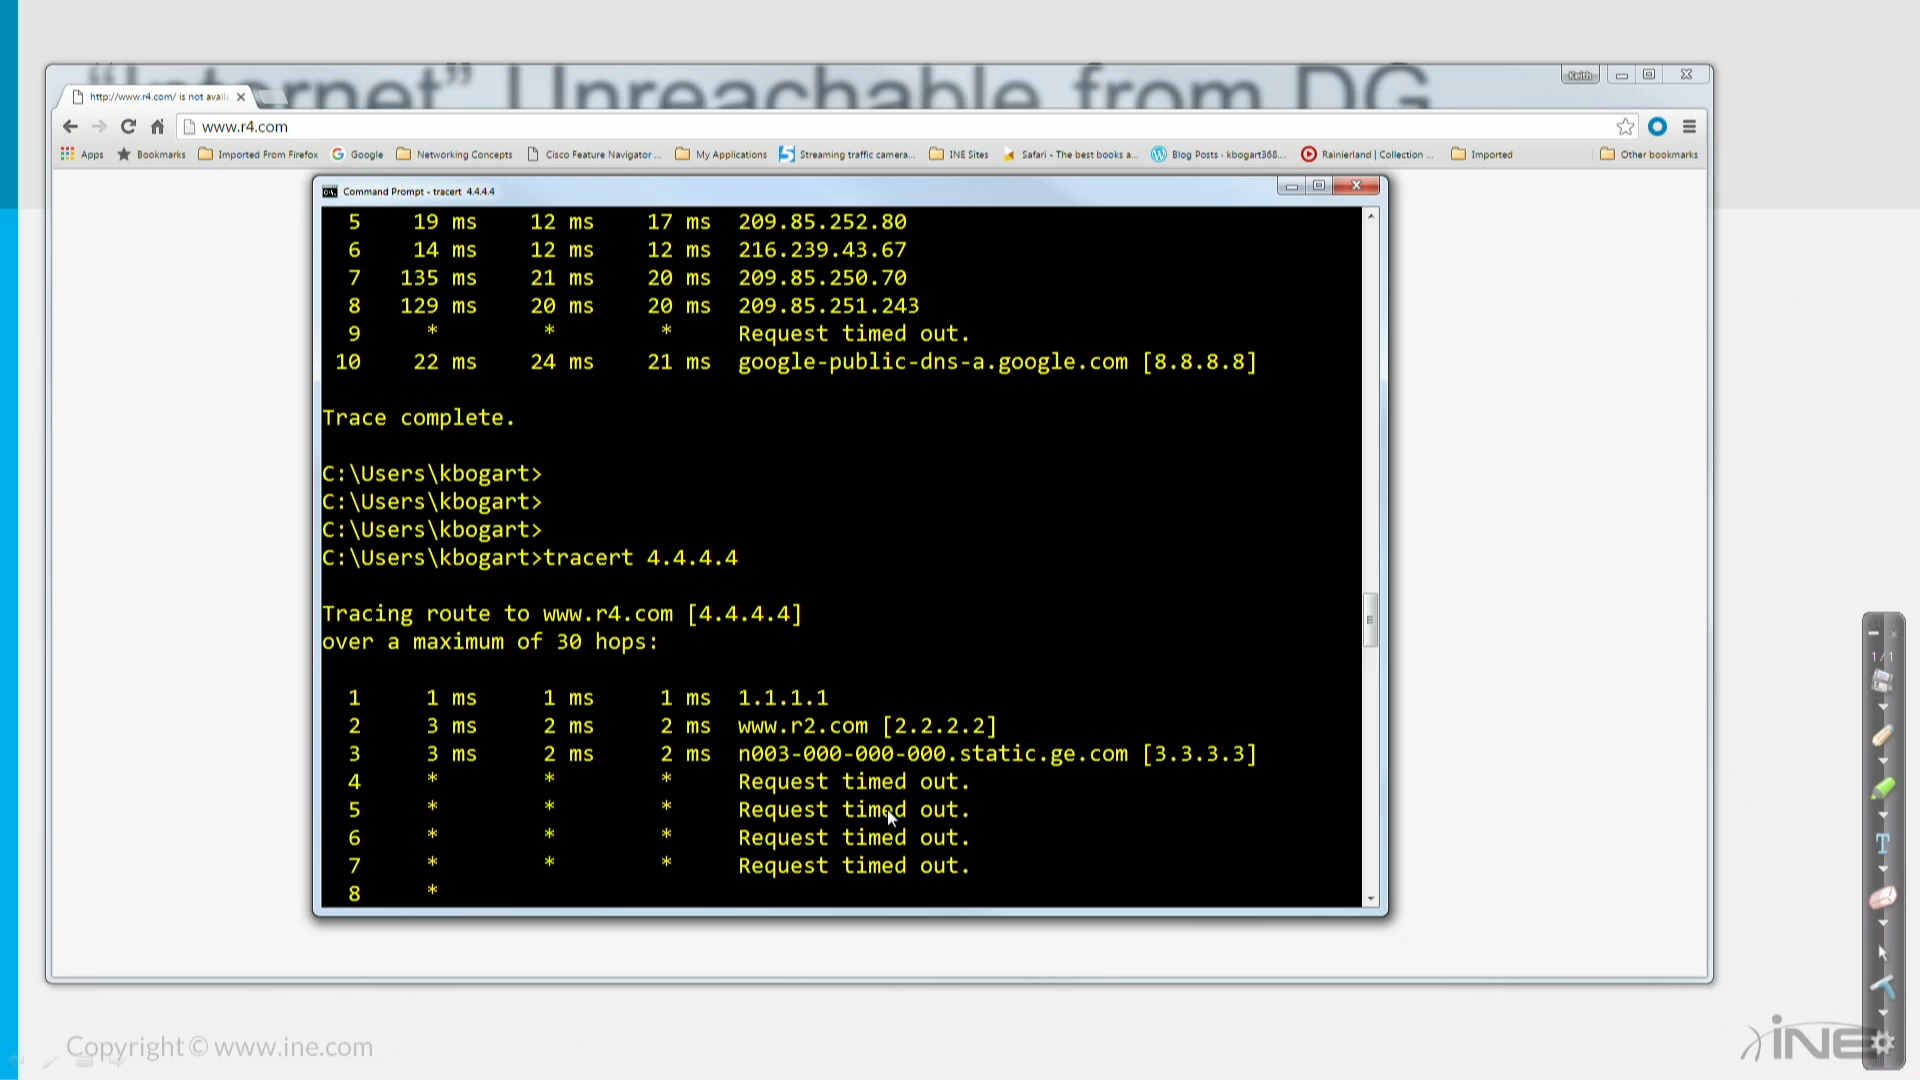 “Internet” Unreachable from DG
Keith
http://www.r4.com/ is not avail
www.r4.com
Apps Bookmarks Imported From Firefox Google Networking Concepts Cisco Feature Navigator ... My Applications Streaming traffic camera... INE Sites Safari - The best books a... Blog Posts ‹ kbogart368.... Rainierland | Collection ... Imported Other bookmarks
Command Prompt - tracert 4.4.4.4
5 19 ms 12 ms 17 ms 209.85.252.80
6 14 ms 12 ms 12 ms 216.239.43.67
7 135 ms 21 ms 20 ms 209.85.250.70
8 129 ms 20 ms 20 ms 209.85.251.243
9 * * * Request timed out.
10 22 ms 24 ms 21 ms google-public-dns-a.google.com [8.8.8.8]
Trace complete.
C:\Users\kbogart>
C:\Users\kbogart>
C:\Users\kbogart>
C:\Users\kbogart>tracert 4.4.4.4
Tracing route to www.r4.com [4.4.4.4]
over a maximum of 30 hops:
1 1 ms 1 ms 1 ms 1.1.1.1
2 3 ms 2 ms 2 ms www.r2.com [2.2.2.2]
3 3 ms 2 ms 2 ms n003-000-000-000.static.ge.com [3.3.3.3]
4 * * * Request timed out.
5 * * * Request timed out.
6 * * * Request timed out.
7 * * * Request timed out.
8 *
1/1
T
Copyright © www.ine.com
iNE